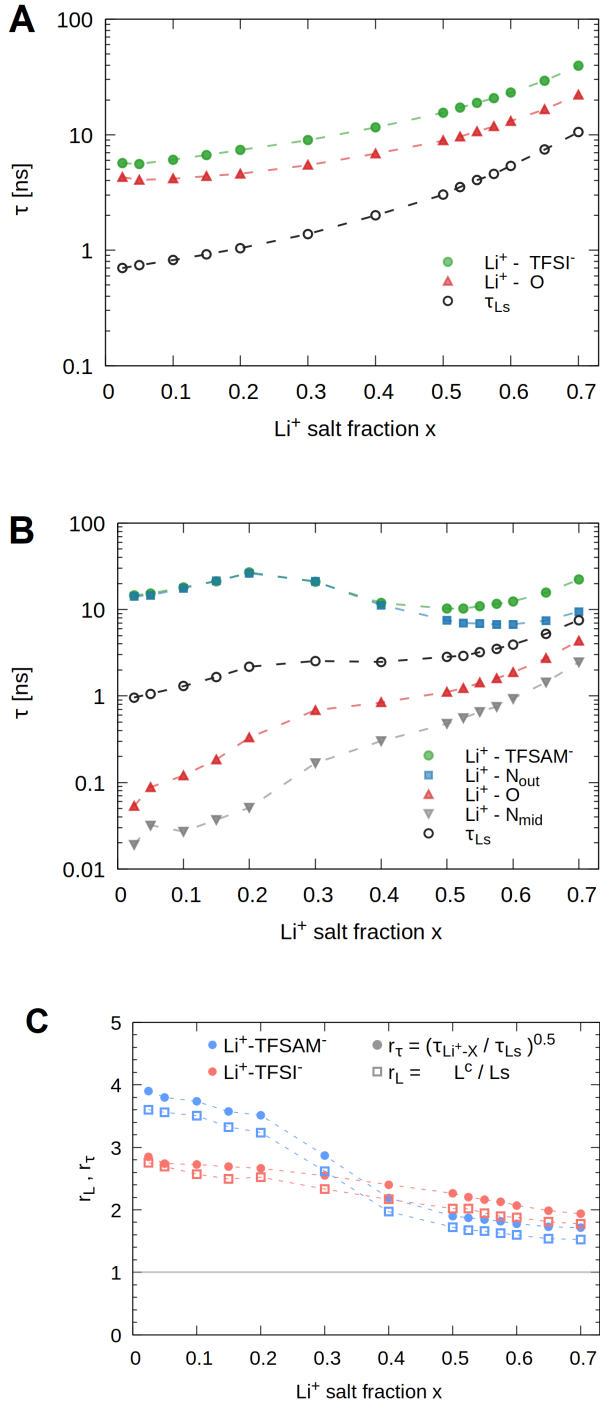 A
100
10
1
0.1
τ [ns]
Li⁺ - TFSI⁻
Li⁺ - O
τLs
0 0.1 0.2 0.3 0.4 0.5 0.6 0.7
Li⁺ salt fraction x
B
100
10
1
0.1
0.01
τ [ns]
Li⁺ - TFSAM⁻
Li⁺ - Nout
Li⁺ - O
Li⁺ - Nmid
τLs
0 0.1 0.2 0.3 0.4 0.5 0.6 0.7
Li⁺ salt fraction x
C
5
4
3
2
1
0
rL , rτ
Li⁺-TFSAM⁻ rτ = (τLi⁺-X / τLs )^0.5
Li⁺-TFSI⁻ rL = Lᶜ / Ls
0 0.1 0.2 0.3 0.4 0.5 0.6 0.7
Li⁺ salt fraction x